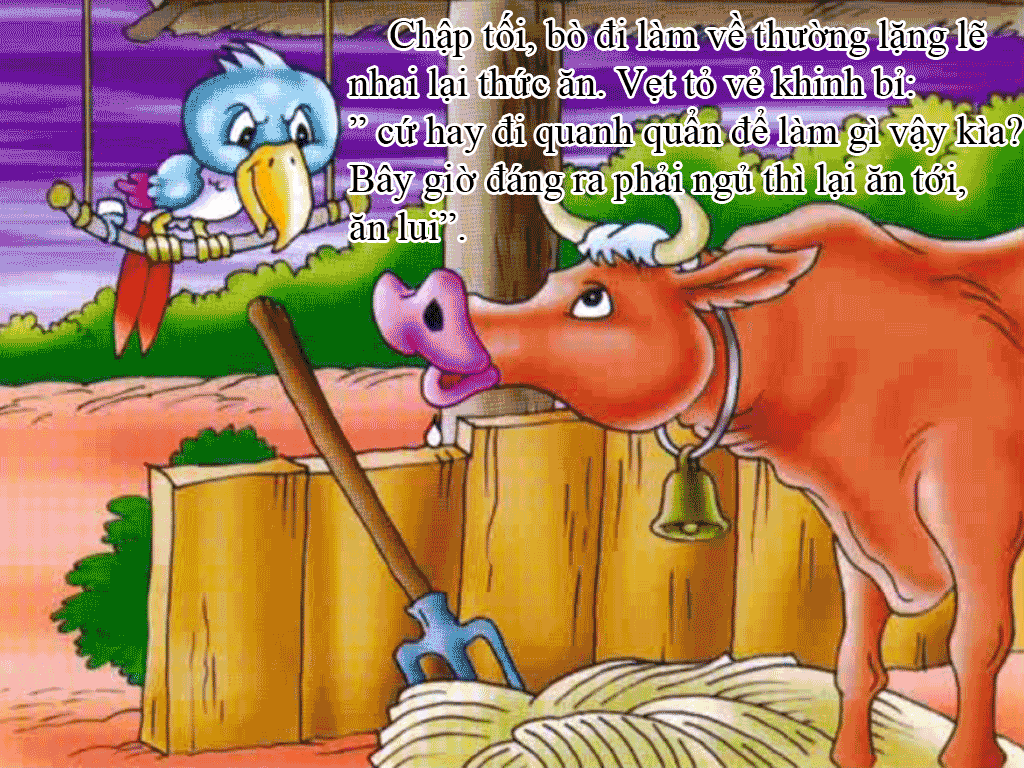 Chập tối, bò đi làm về thường lặng lẽ
nhai lại thức ăn. Vẹt tỏ vẻ khinh bỉ:
” cứ hay đi quanh quẩn để làm gì vậy kìa?
Bây giờ đáng ra phải ngủ thì lại ăn tới,
ăn lui”.